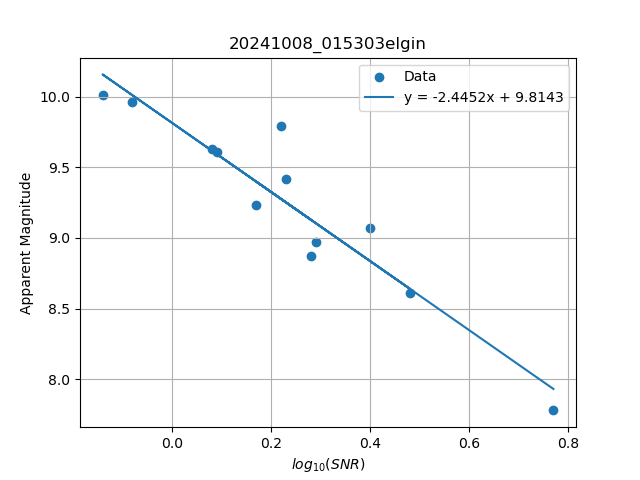 20241008_015303elgin
Data
y = -2.4452x + 9.8143
Apparent Magnitude
10.0
9.5
9.0
8.5
8.0
0.0 0.2 0.4 0.6 0.8
log10(SNR)